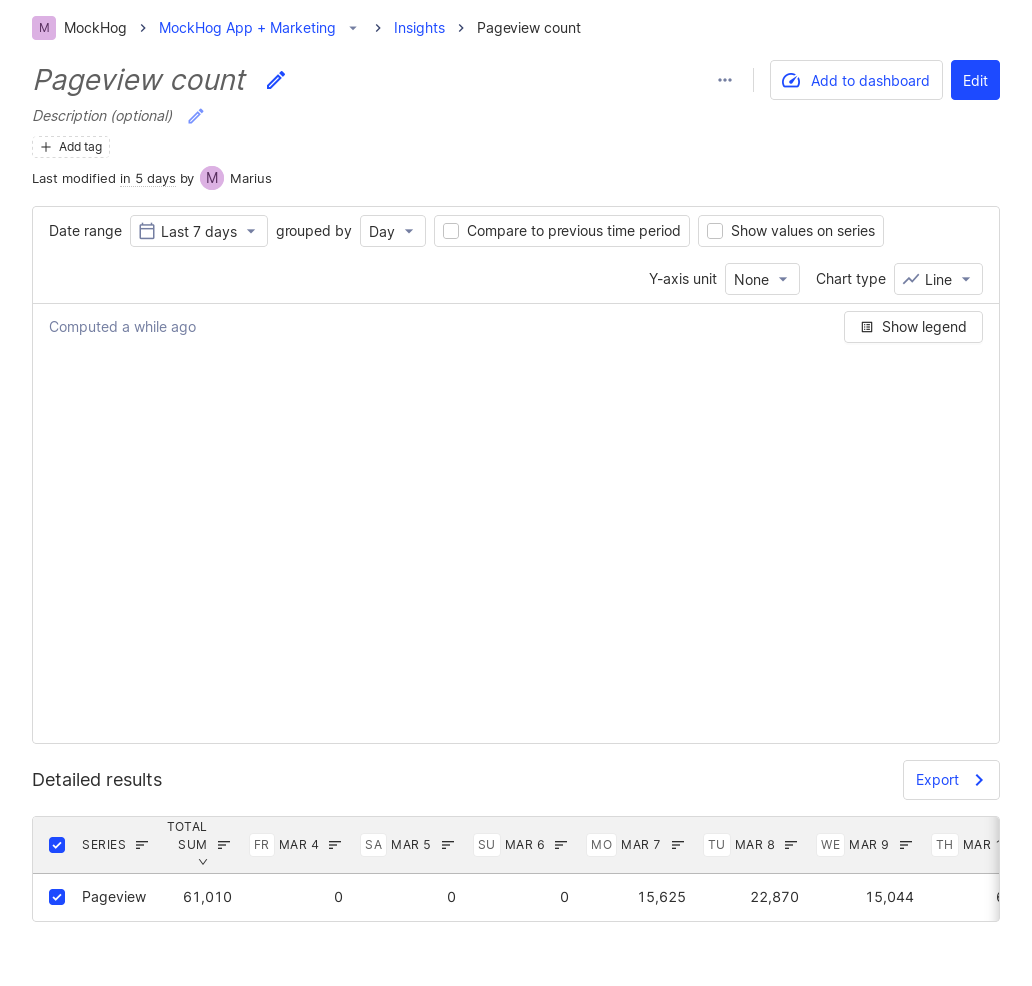 M MockHog MockHog App + Marketing Insights Pageview count
Pageview count
Add to dashboard
Edit
Description (optional)
Add tag
Last modified in 5 days by M Marius
Date range Last 7 days grouped by Day Compare to previous time period Show values on series
Y-axis unit None Chart type Line
Computed a while ago
Show legend
Detailed results
Export
SERIES TOTAL SUM FR MAR 4 SA MAR 5 SU MAR 6 MO MAR 7 TU MAR 8 WE MAR 9 TH MAR
Pageview 61,010 0 0 0 15,625 22,870 15,044